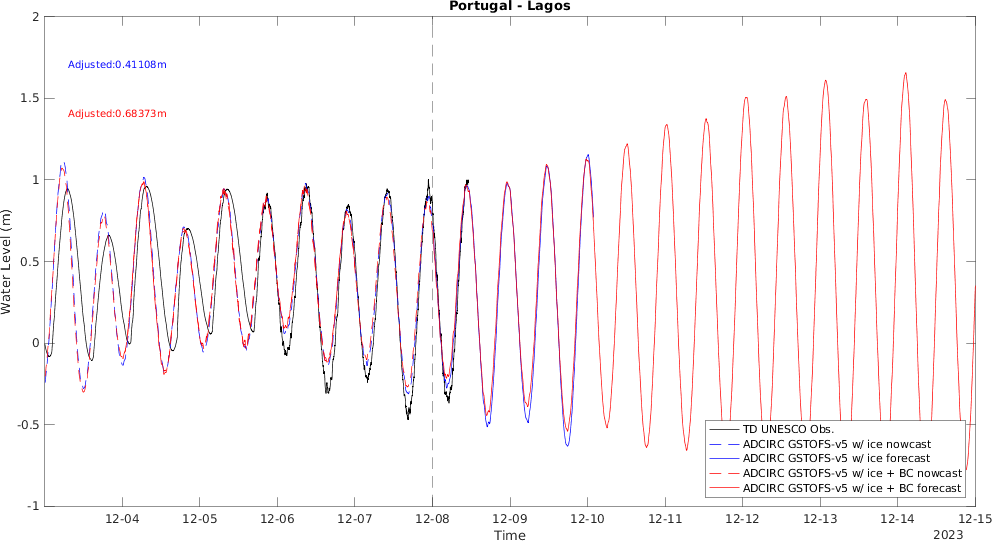 Portugal - Lagos
2
Adjusted:0.41108m
1.5
Adjusted:0.68373m
1
Water Level (m)
0.5
0
-0.5
-1
TD UNESCO Obs.
ADCIRC GSTOFS-v5 w/ ice nowcast
ADCIRC GSTOFS-v5 w/ ice forecast
ADCIRC GSTOFS-v5 w/ ice + BC nowcast
ADCIRC GSTOFS-v5 w/ ice + BC forecast
12-04 12-05 12-06 12-07 12-08 12-09 12-10 12-11 12-12 12-13 12-14 12-15
Time
2023